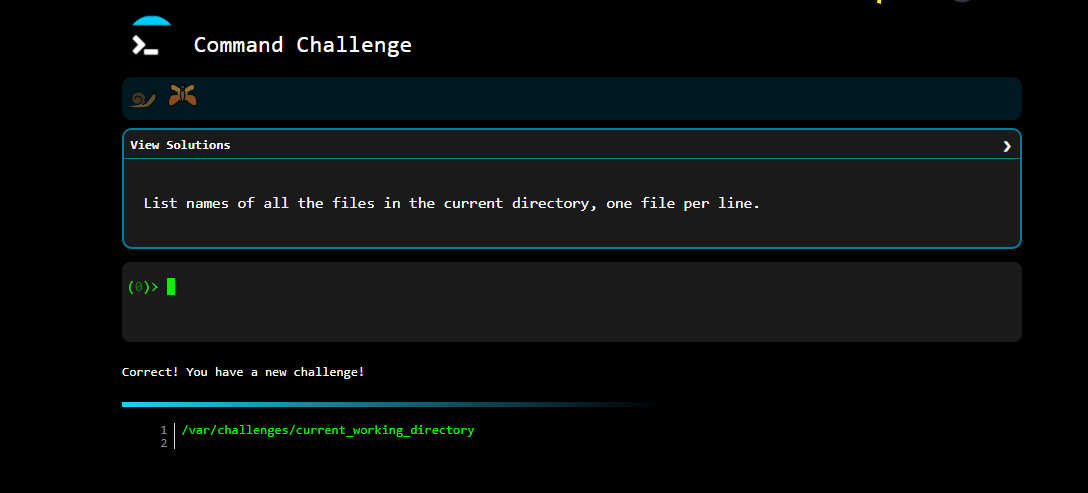 Command Challenge
View Solutions
List names of all the files in the current directory, one file per line.
(0)>
Correct! You have a new challenge!
1 /var/challenges/current_working_directory
2